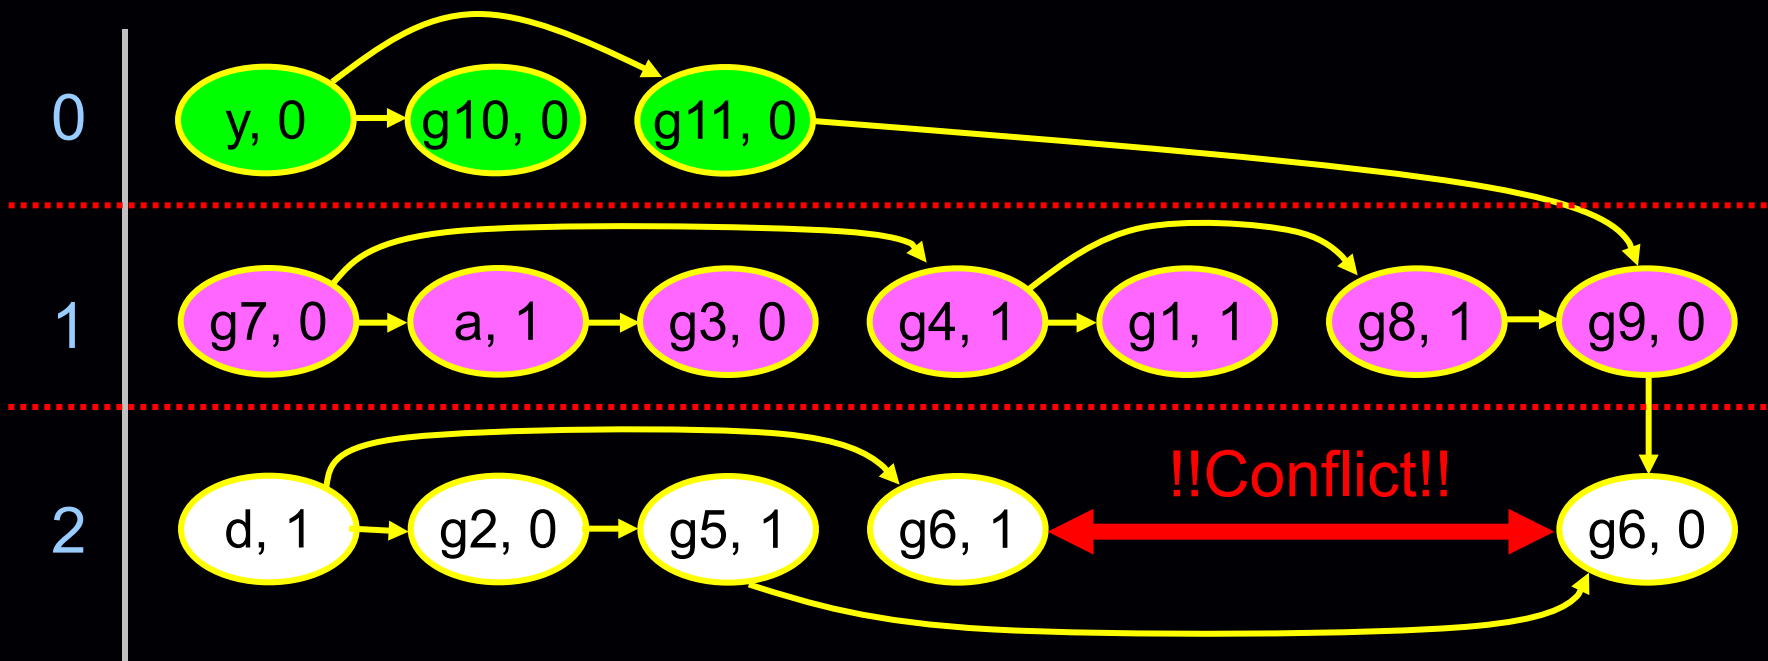 0 y, 0 g10, 0 g11, 0
1 g7, 0 a, 1 g3, 0 g4, 1 g1, 1 g8, 1 g9, 0
!!Conflict!!
2 d, 1 g2, 0 g5, 1 g6, 1 g6, 0